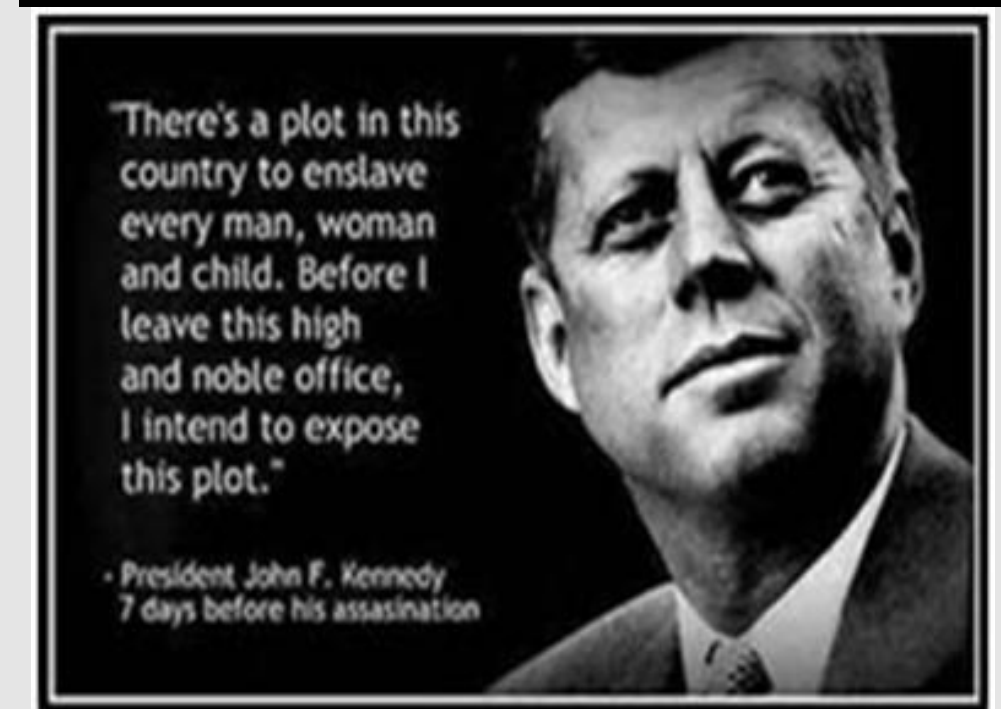 "There's a plot in this
country to enslave
every man, woman
and child. Before I
leave this high
and noble office,
I intend to expose
this plot."
- President John F. Kennedy
7 days before his assasination